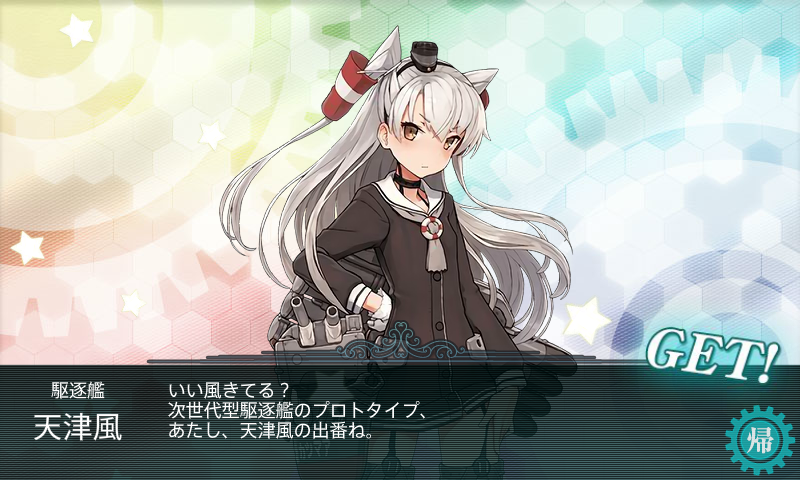 GET!
駆逐艦
天津風
いい風きてる？
次世代型駆逐艦のプロトタイプ、
あたし、天津風の出番ね。
帰